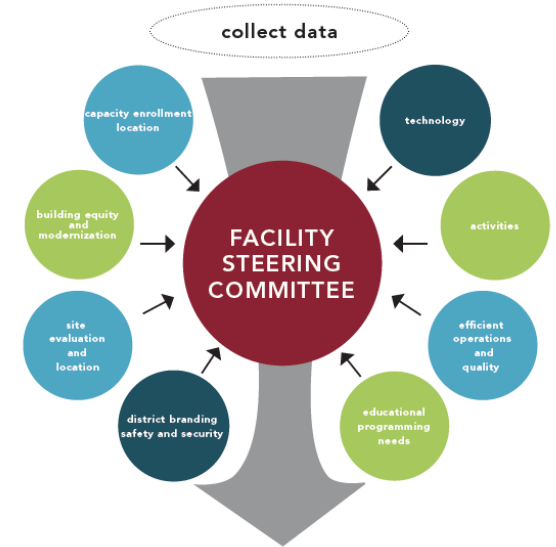 collect data
capacity enrollment
location
technology
building equity
and
modernization
activities
FACILITY
STEERING
COMMITTEE
site
evaluation
and
location
efficient
operations
and
quality
district branding
safety and security
educational
programming
needs